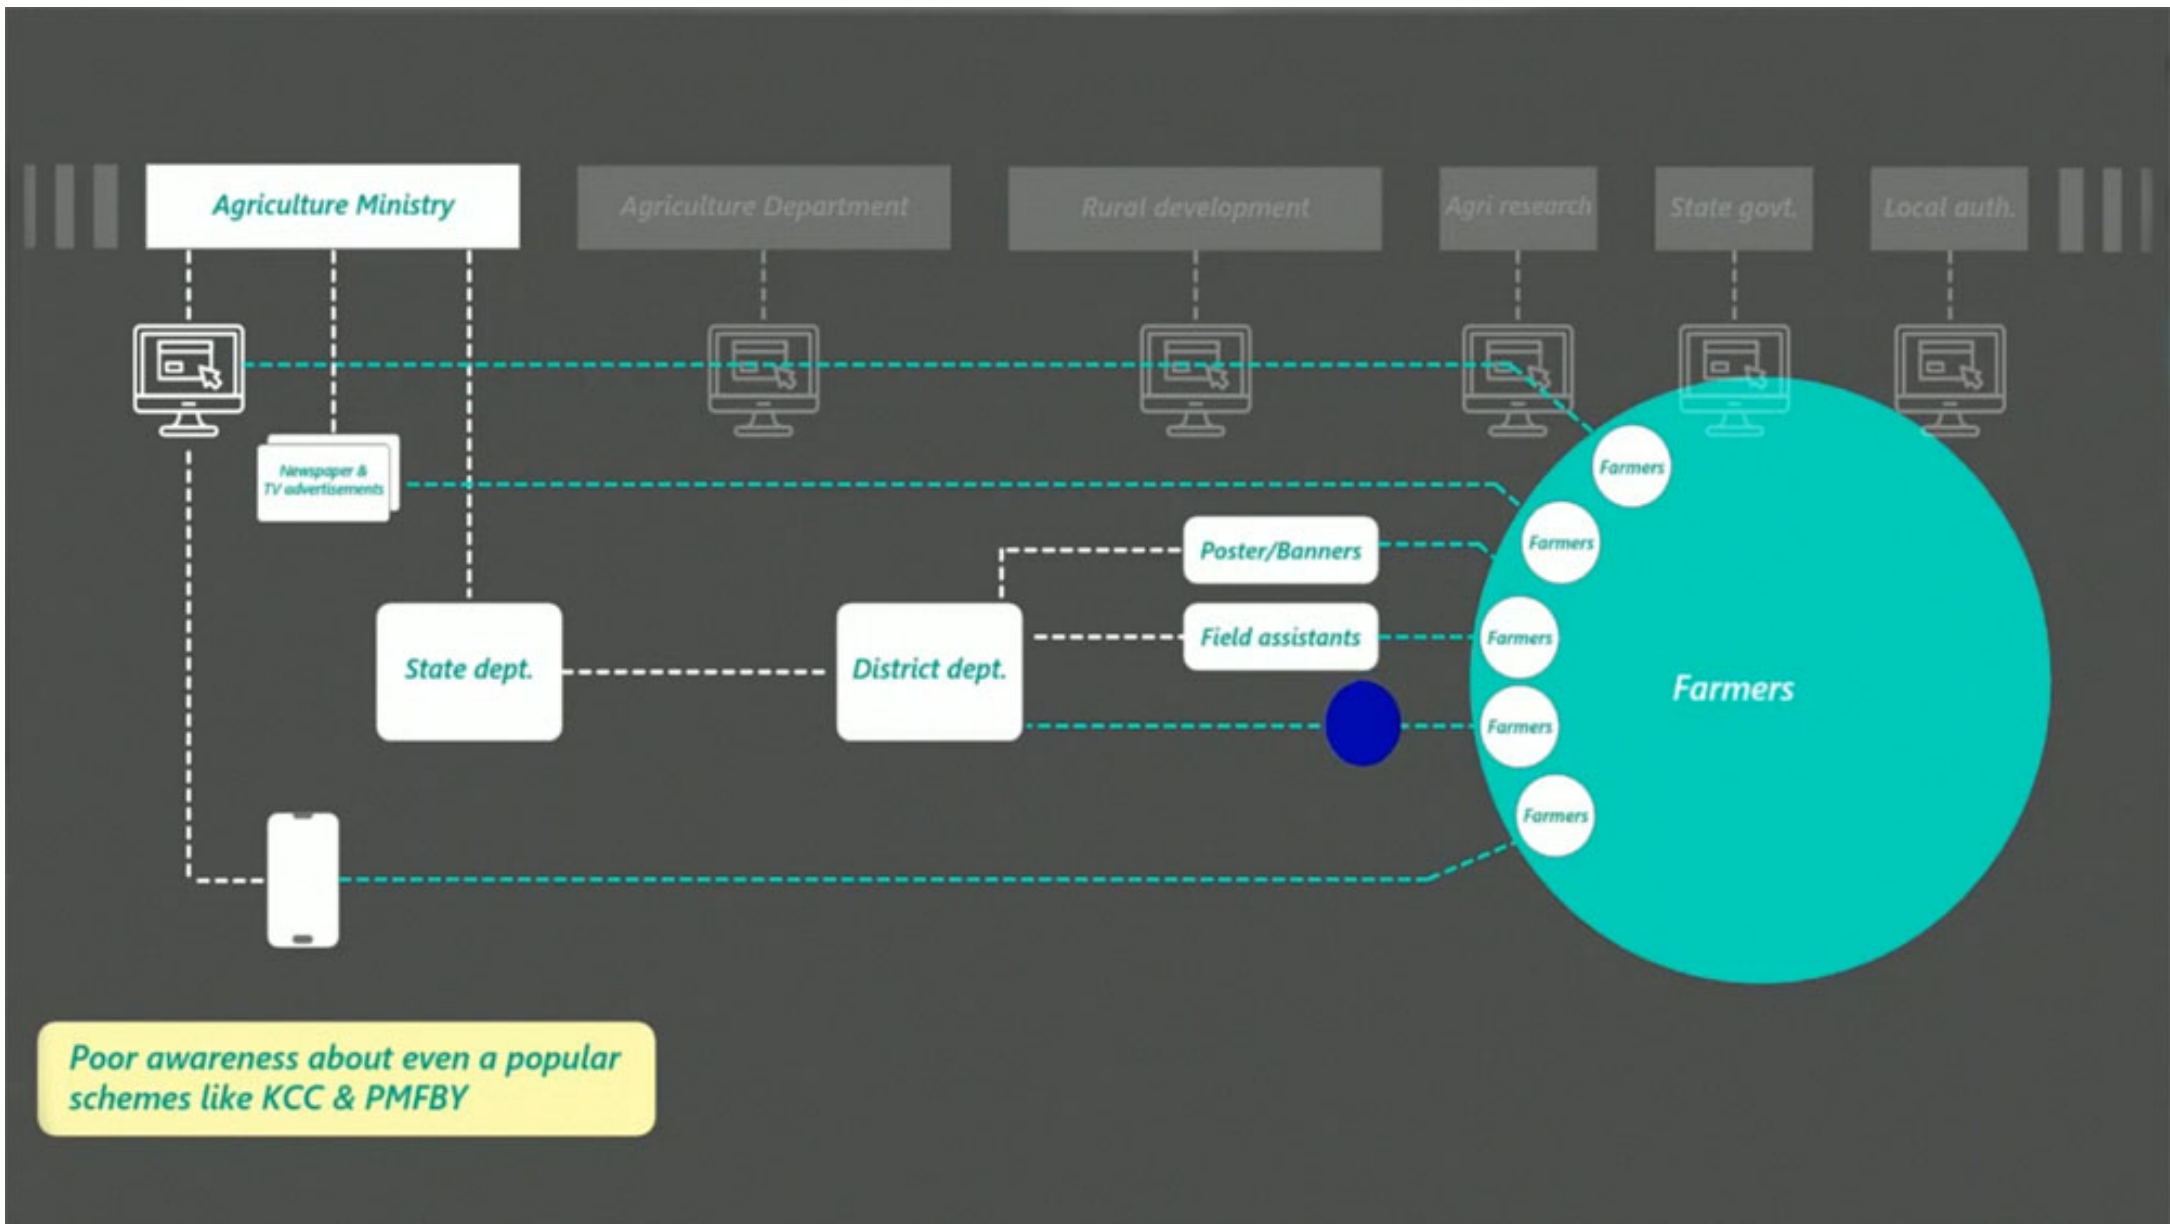 Agriculture Ministry
Agriculture Department
Rural development
Agri research
State govt.
Local auth.
Newspaper &
TV advertisements
Poster/Banners
Field assistants
State dept.
District dept.
Farmers
Farmers
Farmers
Farmers
Farmers
Farmers
Poor awareness about even a popular
schemes like KCC & PMFBY